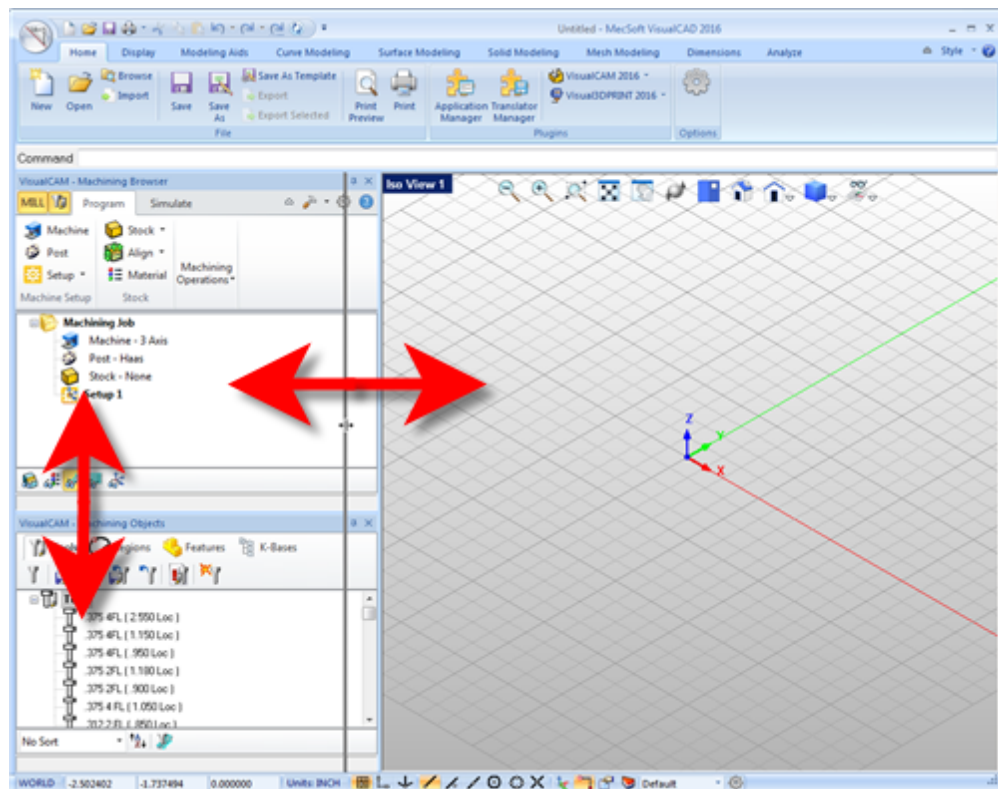 Untitled - MecSoft VisualCAD 2016
Home Display Modeling Aids Curve Modeling Surface Modeling Solid Modeling Mesh Modeling Dimensions Analyze Style
New Open Browse Import Save Save As Save As Template Export Export Selected Print Preview Print Application Manager Translator Manager VisualCAM 2016 Visual3DPRINT 2016
File Plugins Options
Command
VisualCAM - Machining Browser
MILL Program Simulate
Machine Stock
Post Align
Setup Material Machining Operations
Machine Setup Stock
Machining Job
Machine - 3 Axis
Post - Haas
Stock - None
Setup 1
Iso View 1
Z
Y
X
VisualCAM - Machining Objects
Features K-Bases
.375 4FL ( 2.550 Loc )
.375 4FL ( 1.150 Loc )
.375 4FL ( .950 Loc )
.375 2FL ( 1.180 Loc )
.375 2FL ( .900 Loc )
.375 4 FL ( 1.050 Loc )
.312 2 FL ( .850 Loc )
No Sort
WORLD -2.502402 -1.737494 0.000000 Units: INCH Default